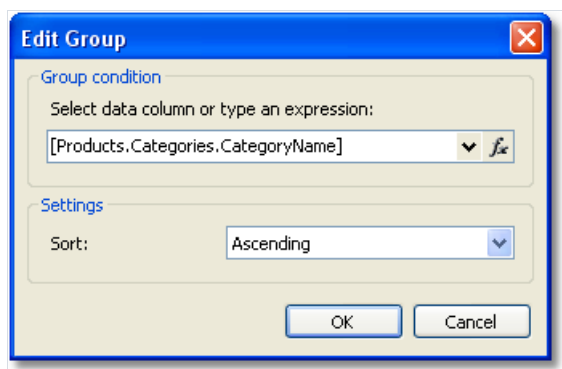 Edit Group
Group condition
Select data column or type an expression:
[Products.Categories.CategoryName]
fx
Settings
Sort: Ascending
OK Cancel